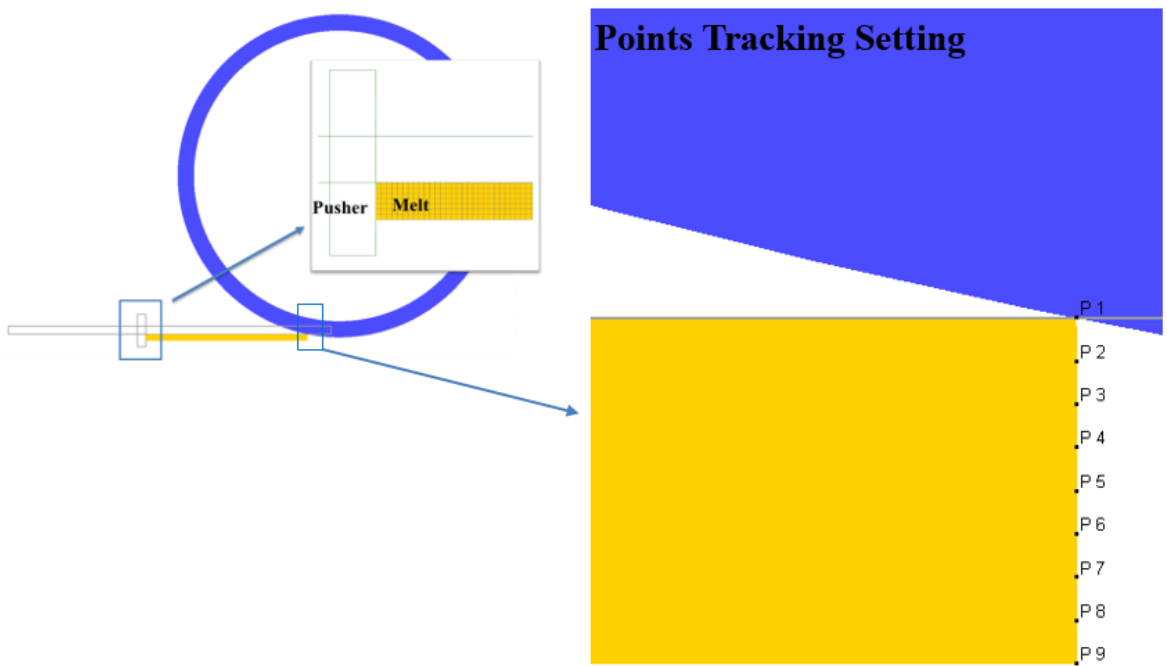 Points Tracking Setting
Pusher Melt
P 1
P 2
P 3
P 4
P 5
P 6
P 7
P 8
P 9